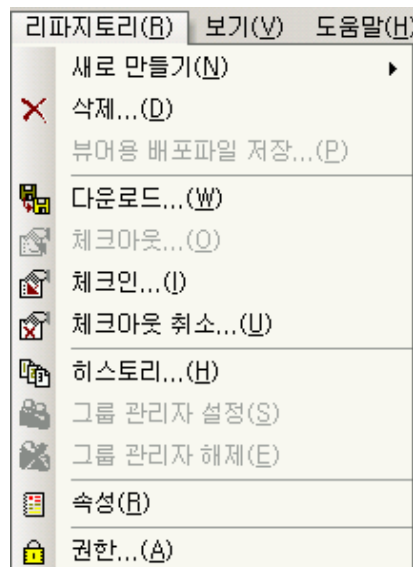 리파지토리(R) 보기(V) 도움말(H)
새로 만들기(N)
삭제...(D)
뷰어용 배포파일 저장...(P)
다운로드...(W)
체크아웃...(O)
체크인...(I)
체크아웃 취소...(U)
히스토리...(H)
그룹 관리자 설정(S)
그룹 관리자 해제(E)
속성(R)
권한...(A)